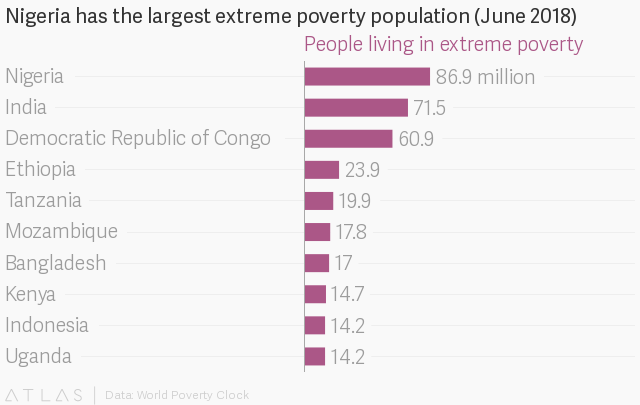 Nigeria has the largest extreme poverty population (June 2018)
People living in extreme poverty
Nigeria 86.9 million
India 71.5
Democratic Republic of Congo 60.9
Ethiopia 23.9
Tanzania 19.9
Mozambique 17.8
Bangladesh 17
Kenya 14.7
Indonesia 14.2
Uganda 14.2
ATLAS | Data: World Poverty Clock